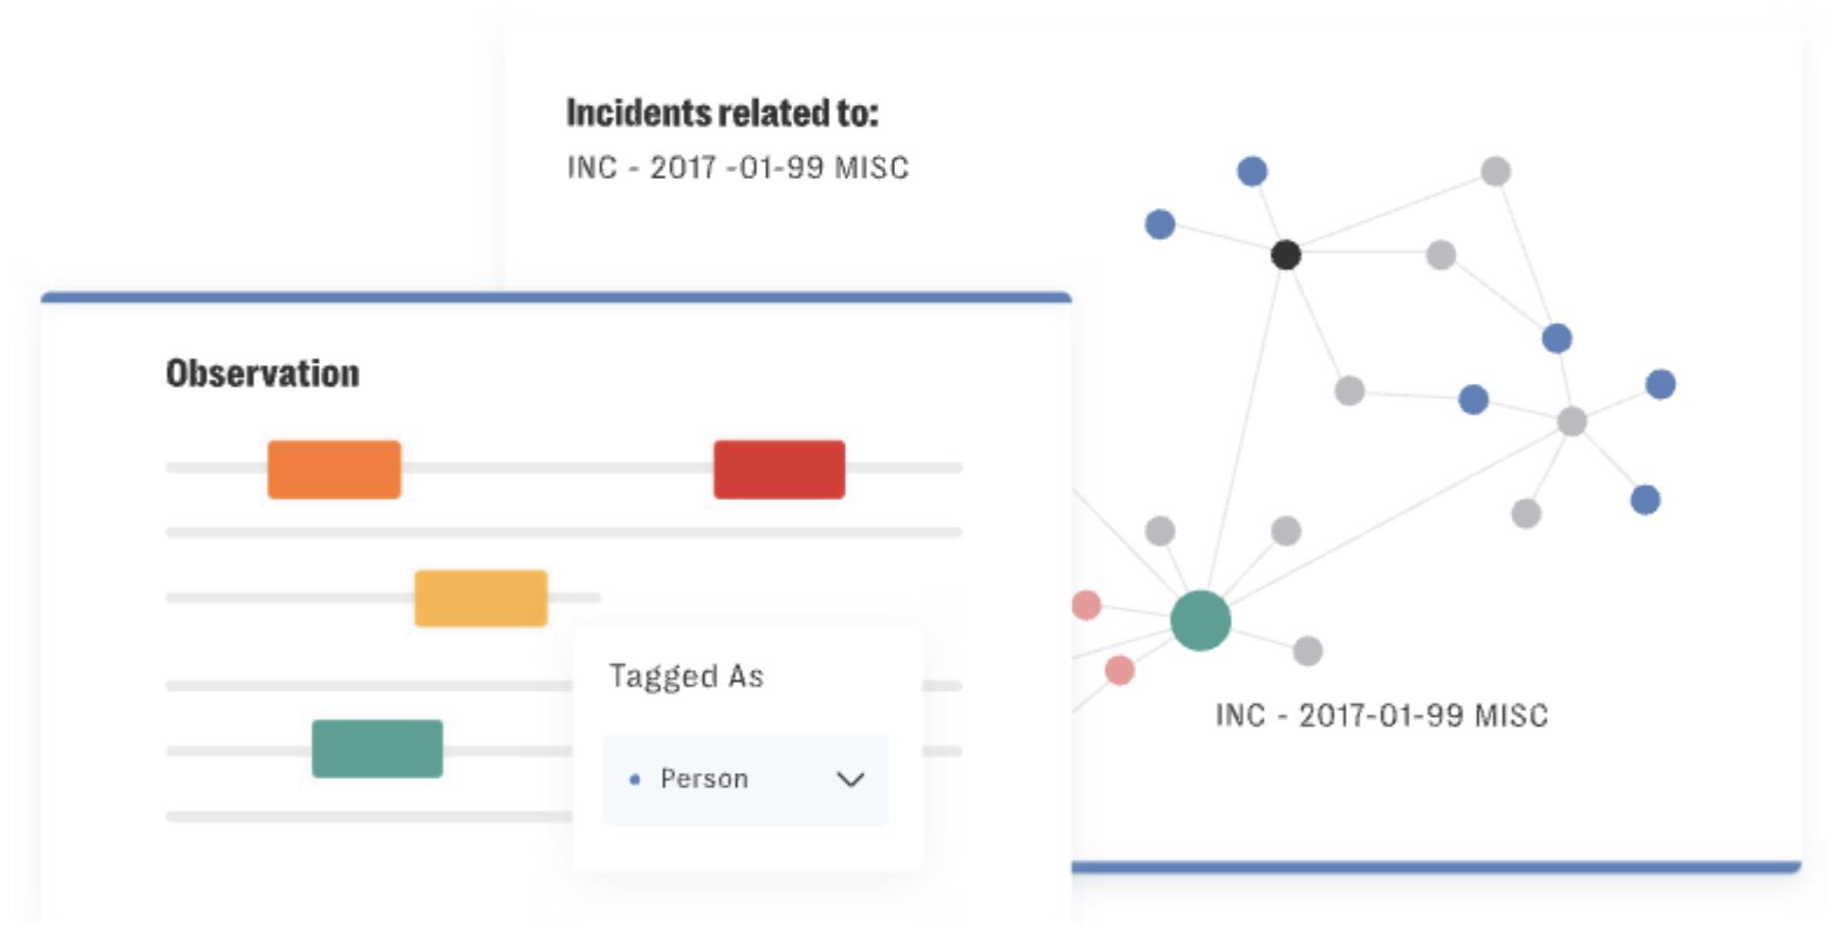 Incidents related to:
INC - 2017 -01-99 MISC
Observation
Tagged As
Person
INC - 2017-01-99 MISC